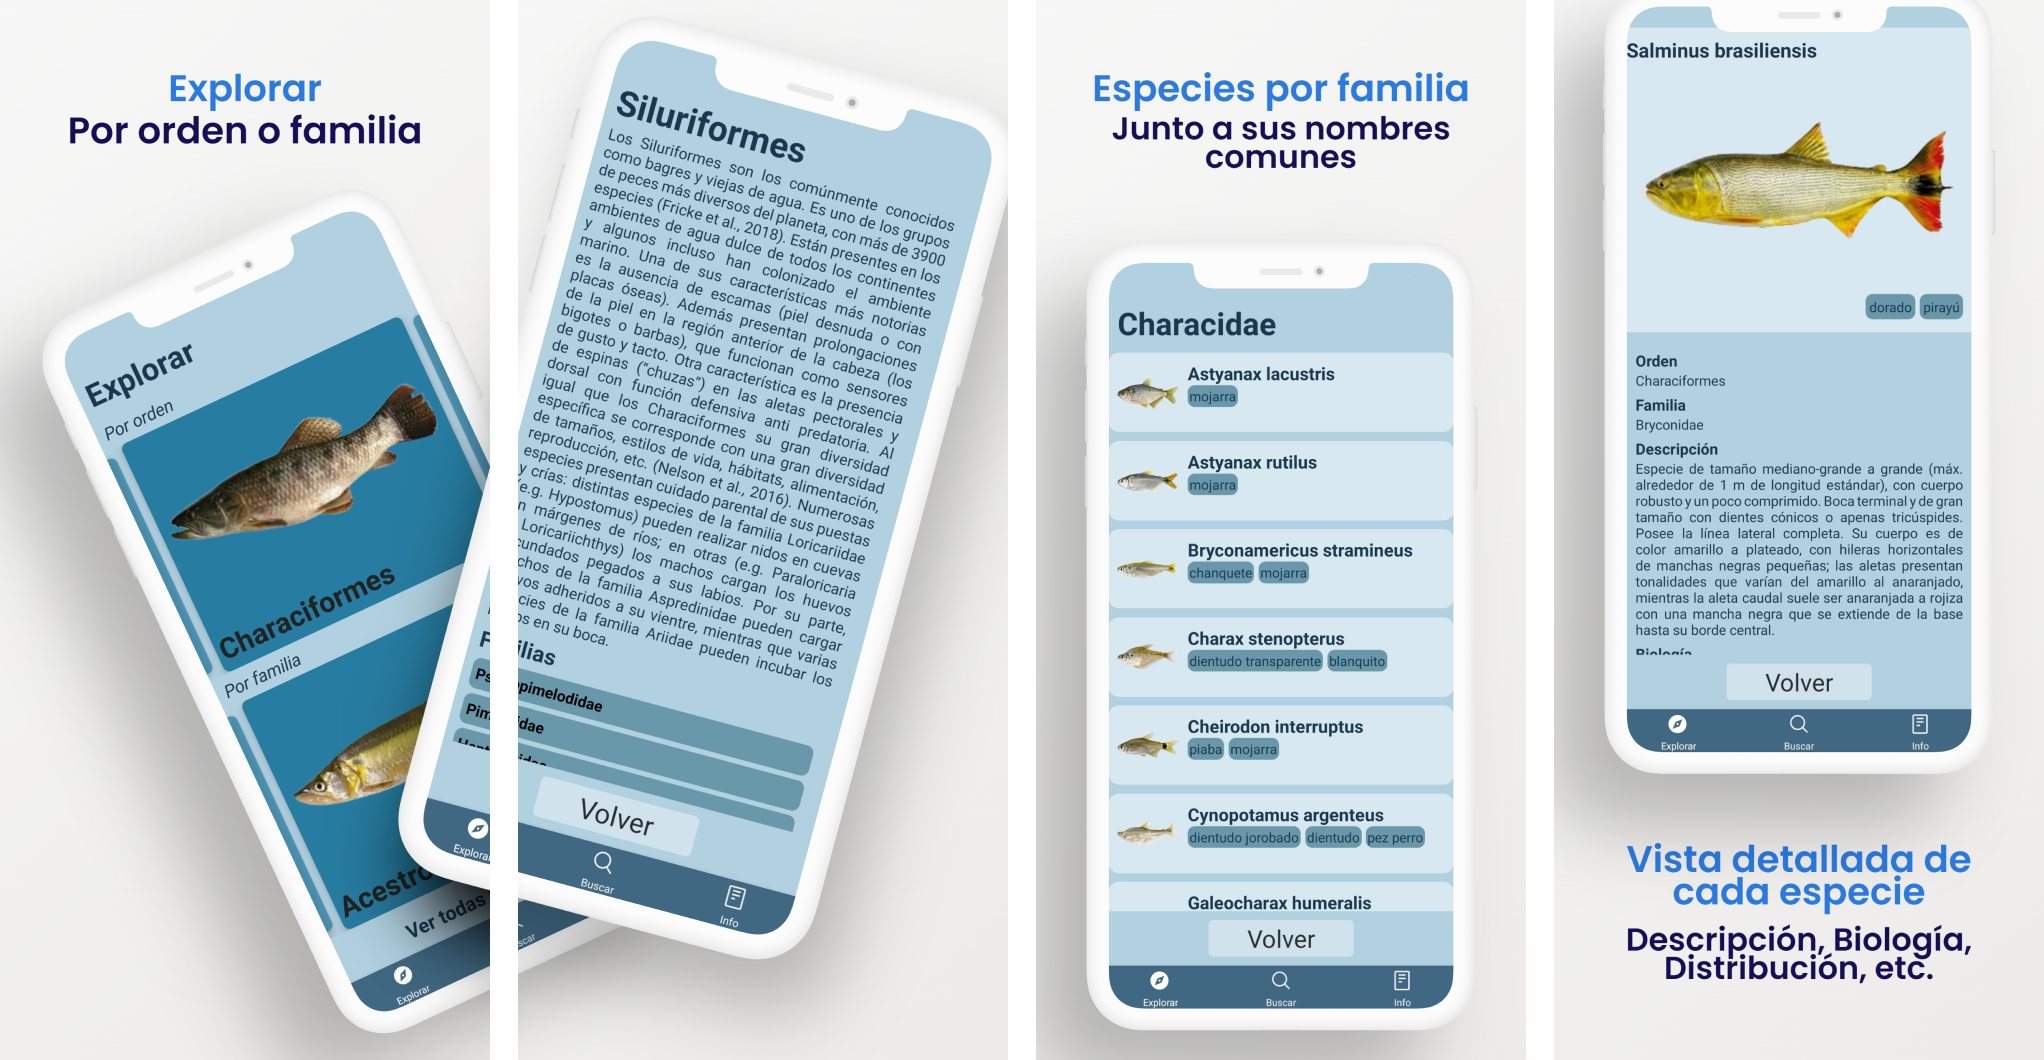 Explorar
Por orden o familia
Explorar
Por orden
Characiformes
Por familia
Acestro
Ver todas
Explorar
Siluriformes
Los Siluriformes son los comúnmente conocidos
como bagres y viejas de agua. Es uno de los grupos
de peces más diversos del planeta, con más de 3900
especies (Fricke et al., 2018). Están presentes en los
ambientes de agua dulce de todos los continentes
y algunos incluso han colonizado el ambiente
marino. Una de sus características más notorias
es la ausencia de escamas (piel desnuda o con
placas óseas). Además presentan prolongaciones
de la piel en la región anterior de la cabeza (los
bigotes o barbas), que funcionan como sensores
de gusto y tacto. Otra característica es la presencia
de espinas ("chuzas") en las aletas pectorales y
dorsal con función defensiva anti predatoria. Al
igual que los Characiformes su gran diversidad
específica se corresponde con una gran diversidad
de tamaños, estilos de vida, hábitats, alimentación,
reproducción, etc. (Nelson et al., 2016). Numerosas
especies presentan cuidado parental de sus puestas
y crías: distintas especies de la familia Loricariidae
(e.g. Hypostomus) pueden realizar nidos en cuevas
n márgenes de ríos; en otras (e.g. Paraloricaria
Loricariichthys) los machos cargan los huevos
cundados pegados a sus labios. Por su parte,
chos de la familia Aspredinidae pueden cargar
vos adheridos a su vientre, mientras que varias
cies de la familia Ariidae pueden incubar los
os en su boca.
F ilias
Ps opimelodidae
Pim idae
Volver
Explorar
Buscar
Info
scar
Especies por familia
Junto a sus nombres
comunes
Characidae
Astyanax lacustris
mojarra
Astyanax rutilus
mojarra
Bryconamericus stramineus
chanquete mojarra
Charax stenopterus
dientudo transparente blanquito
Cheirodon interruptus
piaba mojarra
Cynopotamus argenteus
dientudo jorobado dientudo pez perro
Galeocharax humeralis
Volver
Explorar Buscar Info
Salminus brasiliensis
dorado pirayú
Orden
Characiformes
Familia
Bryconidae
Descripción
Especie de tamaño mediano-grande a grande (máx.
alrededor de 1 m de longitud estándar), con cuerpo
robusto y un poco comprimido. Boca terminal y de gran
tamaño con dientes cónicos o apenas tricúspides.
Posee la línea lateral completa. Su cuerpo es de
color amarillo a plateado, con hileras horizontales
de manchas negras pequeñas; las aletas presentan
tonalidades que varían del amarillo al anaranjado,
mientras la aleta caudal suele ser anaranjada a rojiza
con una mancha negra que se extiende de la base
hasta su borde central.
Biología
Volver
Explorar Buscar Info
Vista detallada de
cada especie
Descripción, Biología,
Distribución, etc.